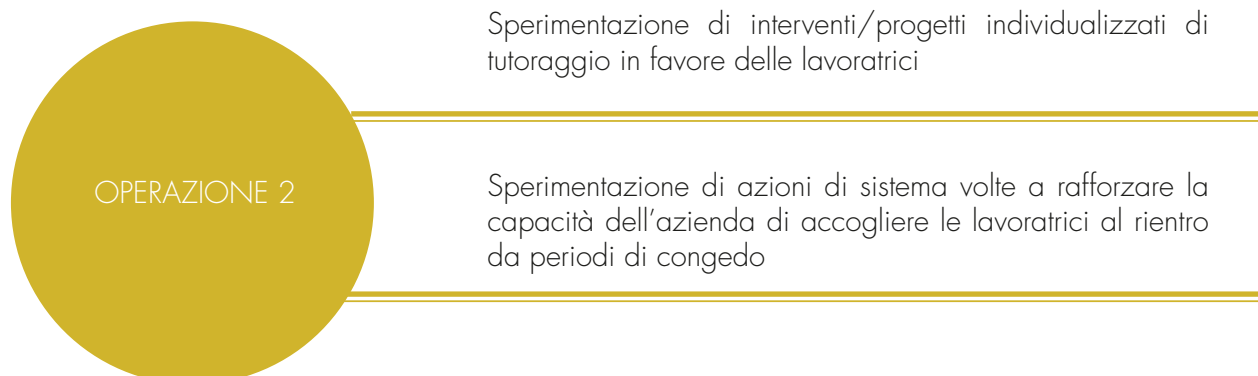 Sperimentazione di interventi/progetti individualizzati di
tutoraggio in favore delle lavoratrici
OPERAZIONE 2
Sperimentazione di azioni di sistema volte a rafforzare la
capacità dell’azienda di accogliere le lavoratrici al rientro
da periodi di congedo